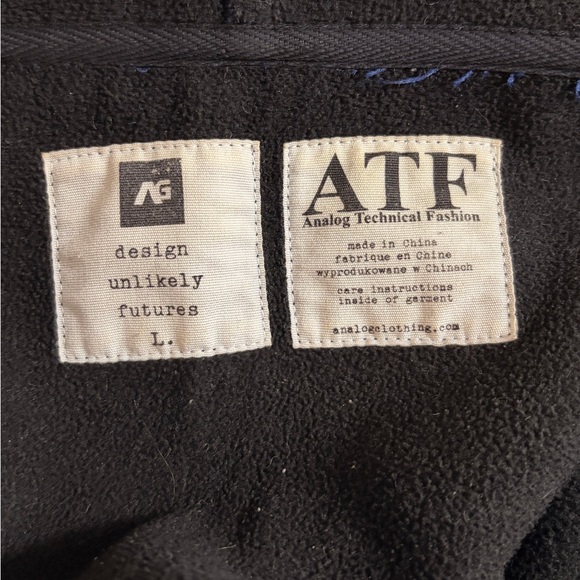 AG
design
unlikely
futures
L.
ATF
Analog Technical Fashion
made in China
fabrique en Chine
wyprodukowane w Chinach
care instructions
inside of garment
analogclothing.com